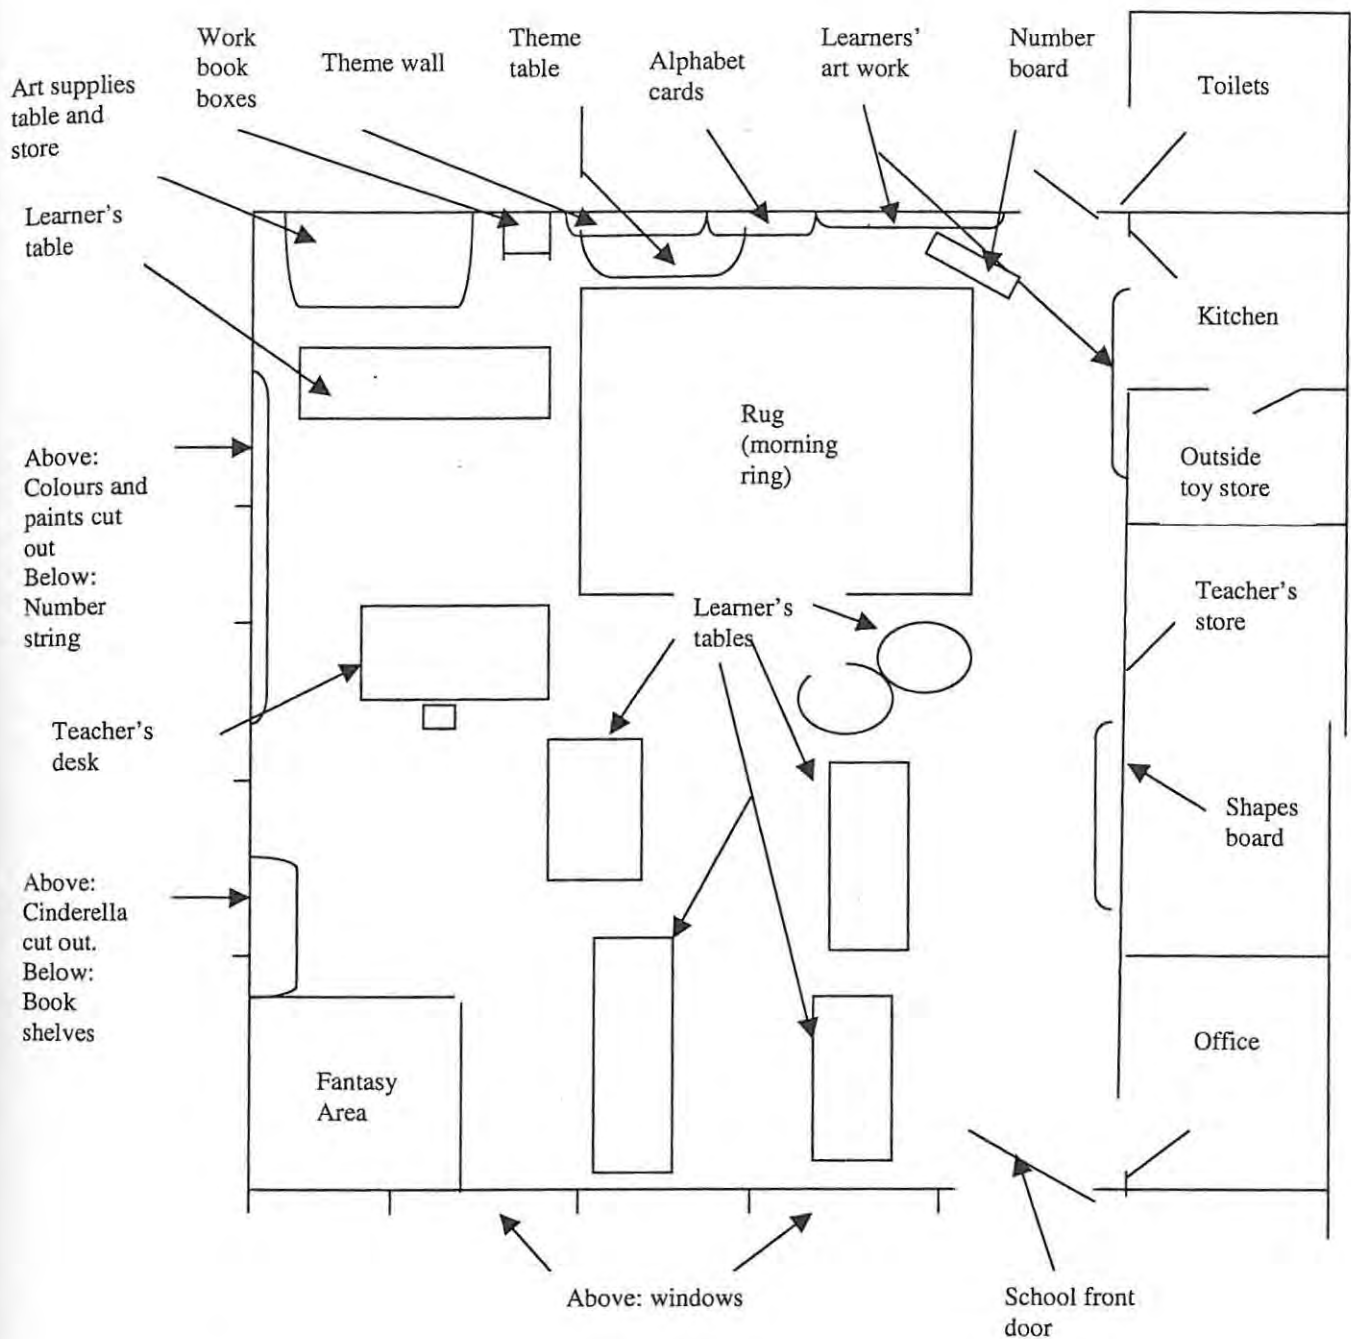 Work
book
boxes
Theme wall
Theme
table
Alphabet
cards
Learners'
art work
Number
board
Toilets
Art supplies
table and
store
Learner's
table
Kitchen
Rug
(morning
ring)
Above:
Colours and
paints cut
out
Below:
Number
string
Outside
toy store
Learner's
tables
Teacher's
store
Teacher's
desk
Shapes
board
Above:
Cinderella
cut out.
Below:
Book
shelves
Office
Fantasy
Area
Above: windows
School front
door